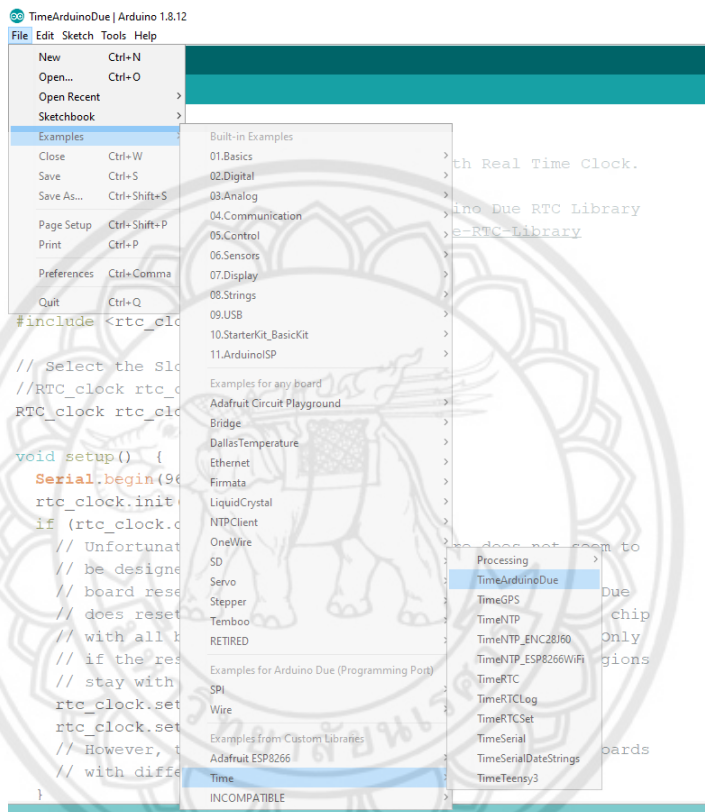 TimeArduinoDue | Arduino 1.8.12
File Edit Sketch Tools Help
New Ctrl+N
Open... Ctrl+O
Open Recent >
Sketchbook >
Examples >
Close Ctrl+W
Save Ctrl+S
Save As... Ctrl+Shift+S
Page Setup Ctrl+Shift+P
Print Ctrl+P
Preferences Ctrl+Comma
Quit Ctrl+Q
Built-in Examples
01.Basics >
02.Digital >
03.Analog >
04.Communication >
05.Control >
06.Sensors >
07.Display >
08.Strings >
09.USB >
10.StarterKit_BasicKit >
11.ArduinoISP >
Examples for any board
Adafruit Circuit Playground >
Bridge >
DallasTemperature >
Ethernet >
Firmata >
LiquidCrystal >
NTPClient >
OneWire >
SD >
Servo >
Stepper >
Temboo >
RETIRED >
Examples for Arduino Due (Programming Port)
SPI >
Wire >
Examples from Custom Libraries
Adafruit ESP8266 >
Time >
INCOMPATIBLE >
Processing >
TimeArduinoDue
TimeGPS
TimeNTP
TimeNTP_ENC28J60
TimeNTP_ESP8266WiFi
TimeRTC
TimeRTCLog
TimeRTCSet
TimeSerial
TimeSerialDateStrings
TimeTeensy3
th Real Time Clock.
ino Due RTC Library
e-RTC-Library
#include <rtc_clo
// Select the Slo
//RTC_clock rtc_c
RTC_clock rtc_clo
void setup() {
Serial.begin(96
rtc_clock.init(
if (rtc_clock.d
// Unfortunat re does not seem to
// be designe
// board rese Due
// does reset chip
// with all b only
// if the res gions
// stay with
rtc_clock.set
rtc_clock.set
// However, t oards
// with diffe
}